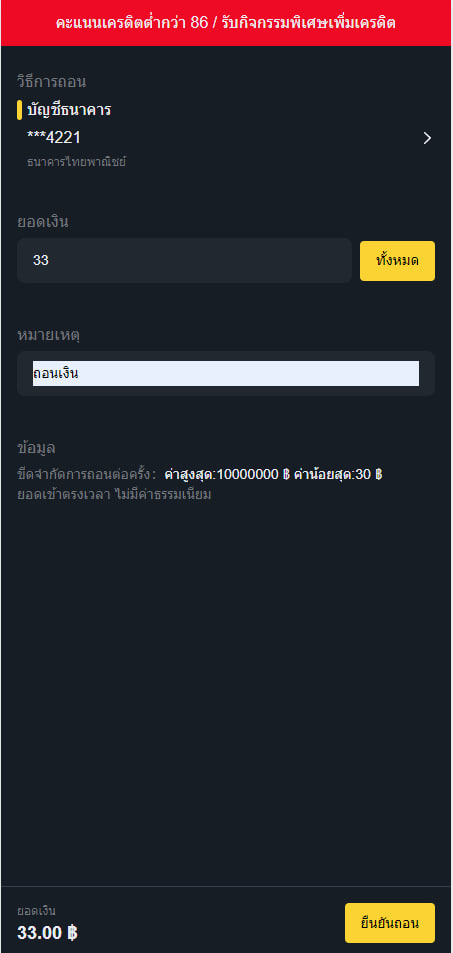 คะแนนเครดิตต่ำกว่า 86 / รับกิจกรรมพิเศษเพิ่มเครดิต
วิธีการถอน
บัญชีธนาคาร
***4221
ธนาคารไทยพาณิชย์
ยอดเงิน
33
ทั้งหมด
หมายเหตุ
ถอนเงิน
ข้อมูล
ขีดจำกัดการถอนต่อครั้ง: ค่าสูงสุด:10000000 ฿ ค่าน้อยสุด:30 ฿
ยอดเข้าตรงเวลา ไม่มีค่าธรรมเนียม
ยอดเงิน
33.00 ฿
ยืนยันถอน